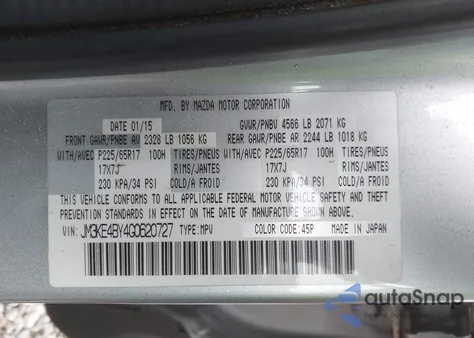 MFD. BY MAZDA MOTOR CORPORATION
DATE 01/15 GVWR/PNBV 4566 LB 2071 KG
FRONT GAWR/PNBE AV 2328 LB 1056 KG REAR GAWR/PNBE AR 2244 LB 1018 KG
WITH/AVEC P225/65R17 100H TIRES/PNEUS WITH/AVEC P225/65R17 100H TIRES/PNEUS
17X7J RIMS/JANTES 17X7J RIMS/JANTES
230 KPA/34 PSI COLD/A FROID 230 KPA/34 PSI COLD/A FROID
THIS VEHICLE CONFORMS TO ALL APPLICABLE FEDERAL MOTOR VEHICLE SAFETY AND THEFT
PREVENTION STANDARDS IN EFFECT ON THE DATE OF MANUFACTURE SHOWN ABOVE.
VIN: JM3KE4BY4G0620727 TYPE: MPV COLOR CODE: 45P MADE IN JAPAN
autoSnap